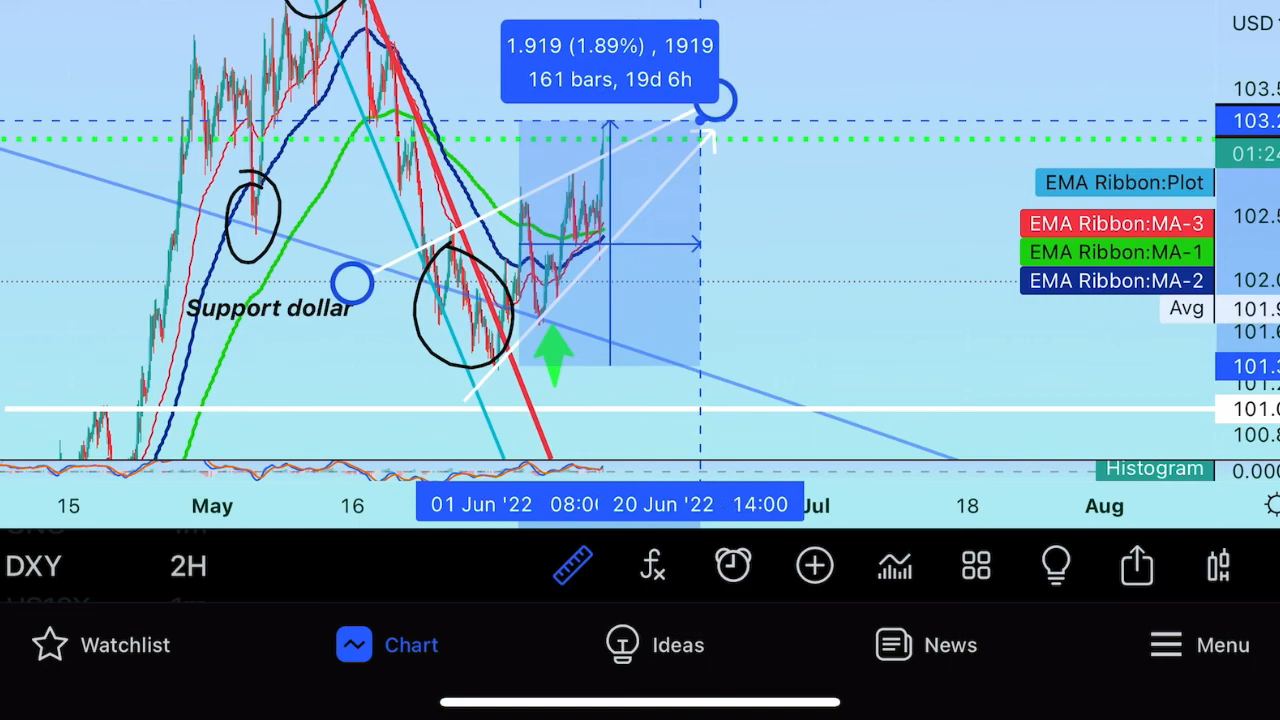 1.919 (1.89%) , 1919
161 bars, 19d 6h
USD
103.5
103.2
01:24
EMA Ribbon:Plot
EMA Ribbon:MA-3
102.5
EMA Ribbon:MA-1
EMA Ribbon:MA-2
102.0
Avg
101.9
Support dollar
101.6
101.3
101.2
101.0
100.8
Histogram
0.000
15
May
16
01 Jun '22 08:00
20 Jun '22 14:00
Jul
18
Aug
DXY
2H
Watchlist
Chart
Ideas
News
Menu